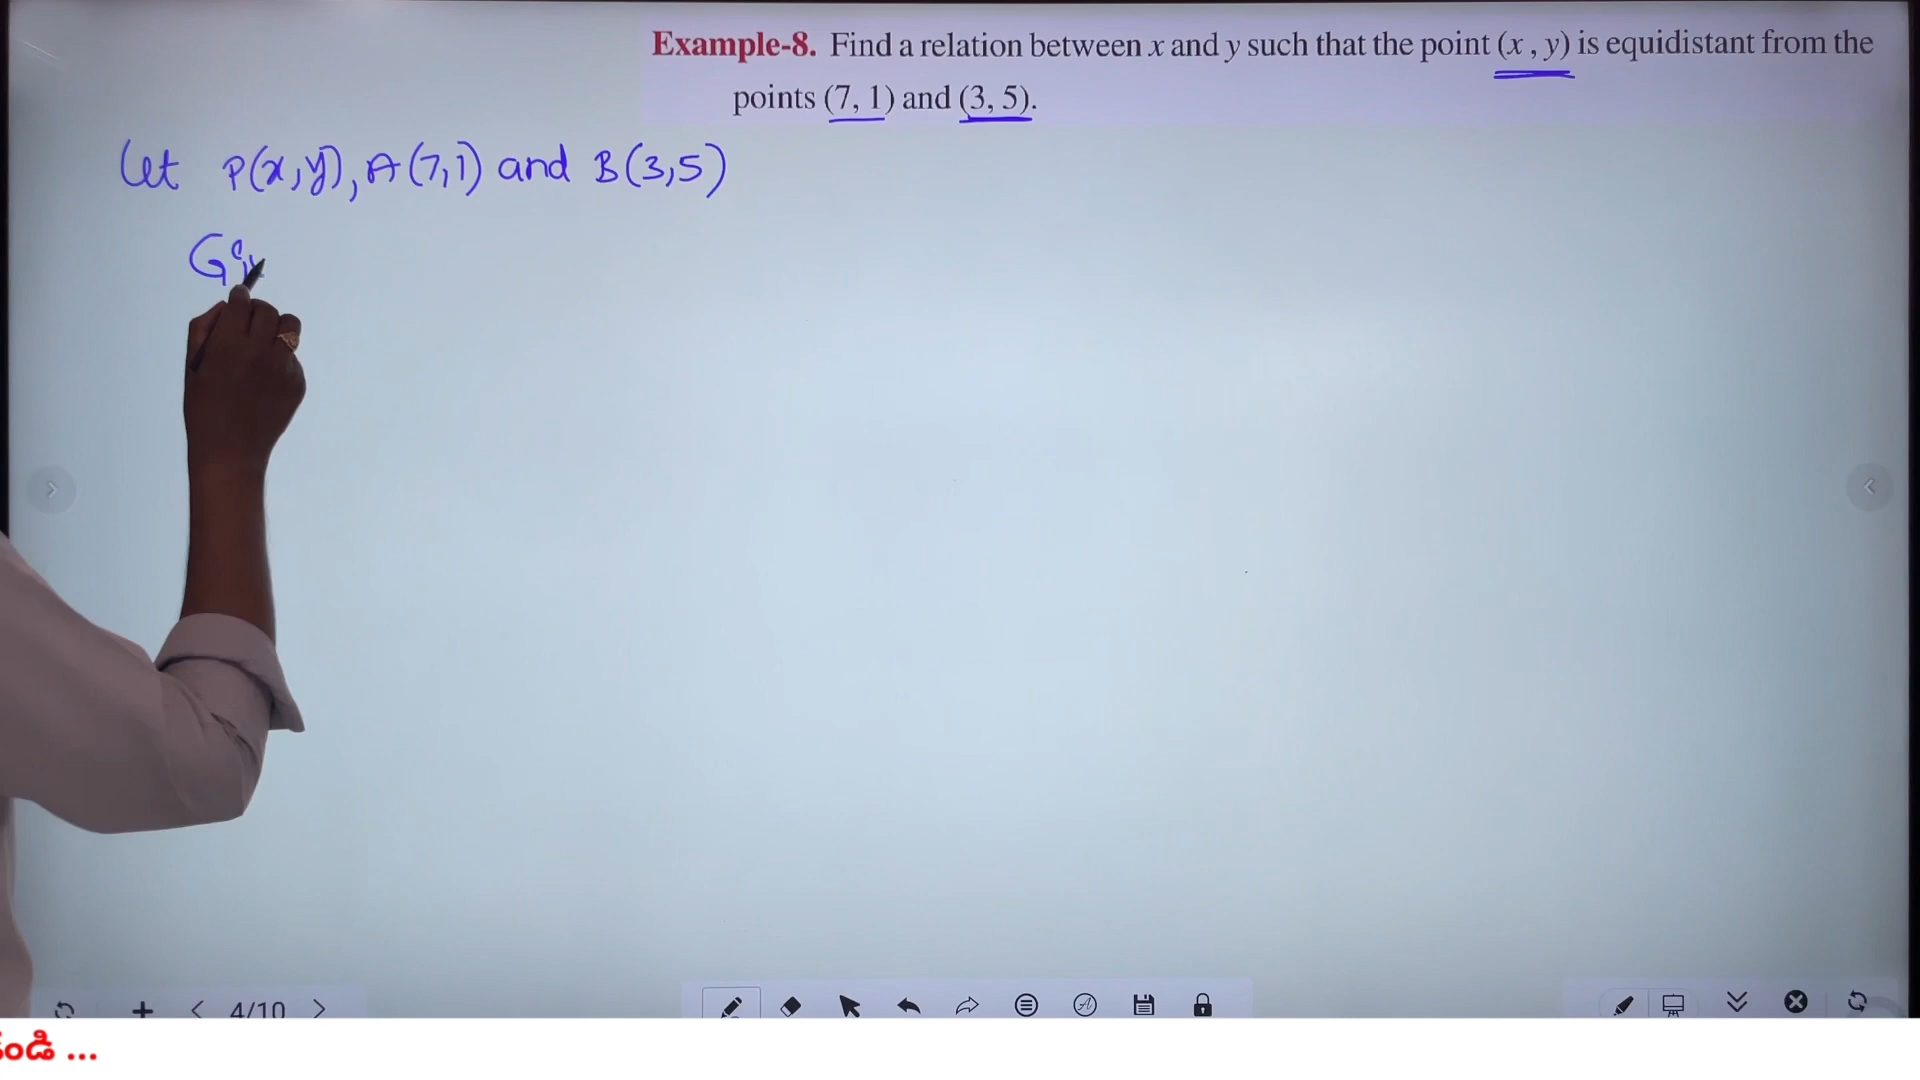 Example-8. Find a relation between x and y such that the point (x , y) is equidistant from the
points (7, 1) and (3, 5).
Let P(x,y), A(7,1) and B(3,5)
4/10